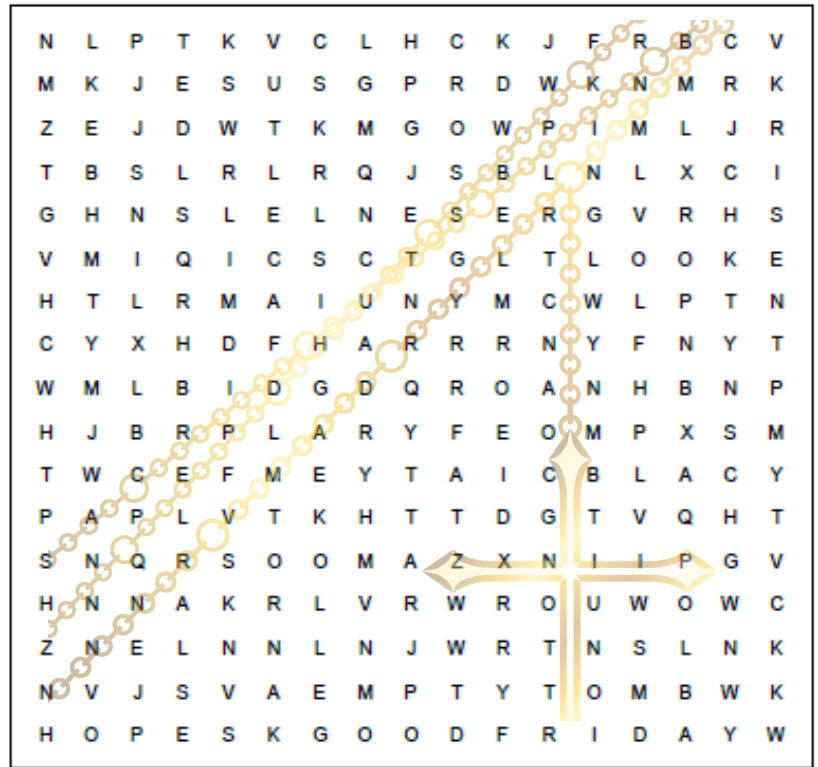 N L P T K V C L H C K J F R B C V
M K J E S U S G P R D W K N M R K
Z E J D W T K M G O W P I M L J R
T B S L R L R Q J S B L N L X C I
G H N S L E L N E S E R G V R H S
V M I Q I C S C T G L T L O O K E
H T L R M A I U N Y M C W L P T N
C Y X H D F H A R R R N Y F N Y T
W M L B I D G D Q R O A N H B N P
H J B R P L A R Y F E O M P X S M
T W C E F M E Y T A I C B L A C Y
P A P L V T K H T T D G T V Q H T
S N Q R S O O M A Z X N I I P G V
H N N A K R L V R W R O U W O W C
Z N E L N N L N J W R T N S L N K
N V J S V A E M P T Y T O M B W K
H O P E S K G O O D F R I D A Y W